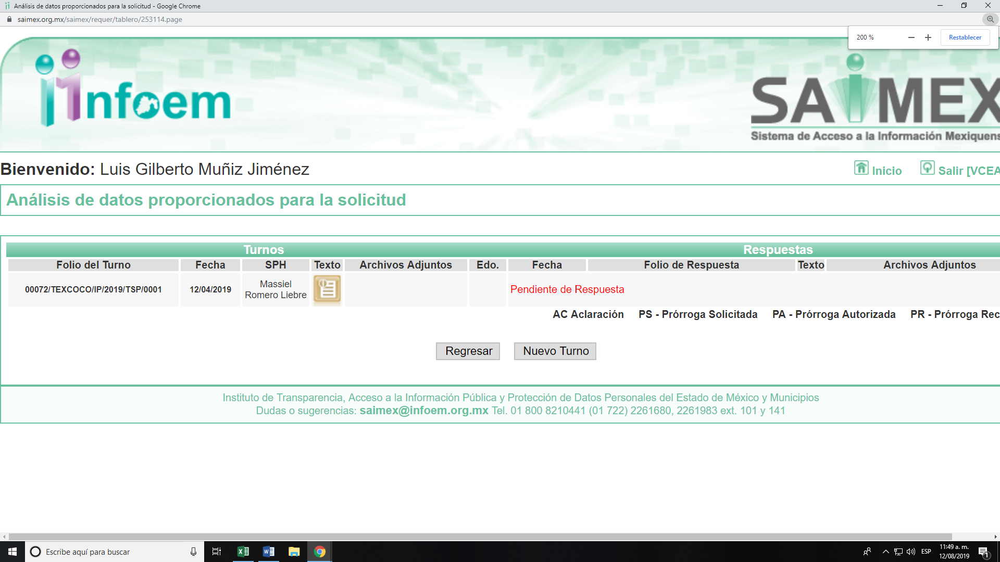 Análisis de datos proporcionados para la solicitud - Google Chrome
saimex.org.mx/saimex/requer/tablero/253114.page
200 %
Restablecer
infoem
SAIMEX
Sistema de Acceso a la Información Mexiquens
Bienvenido: Luis Gilberto Muñiz Jiménez
Inicio
Salir [VCEA
Análisis de datos proporcionados para la solicitud
Turnos Respuestas
Folio del Turno Fecha SPH Texto Archivos Adjuntos Edo. Fecha Folio de Respuesta Texto Archivos Adjuntos
00072/TEXCOCO/IP/2019/TSP/0001 12/04/2019 Massiel Romero Liebre Pendiente de Respuesta
AC Aclaración PS - Prórroga Solicitada PA - Prórroga Autorizada PR - Prórroga Rec
Regresar Nuevo Turno
Instituto de Transparencia, Acceso a la Información Pública y Protección de Datos Personales del Estado de México y Municipios
Dudas o sugerencias: saimex@infoem.org.mx Tel. 01 800 8210441 (01 722) 2261680, 2261983 ext. 101 y 141
Escribe aquí para buscar
ESP
11:49 a. m.
12/08/2019
1